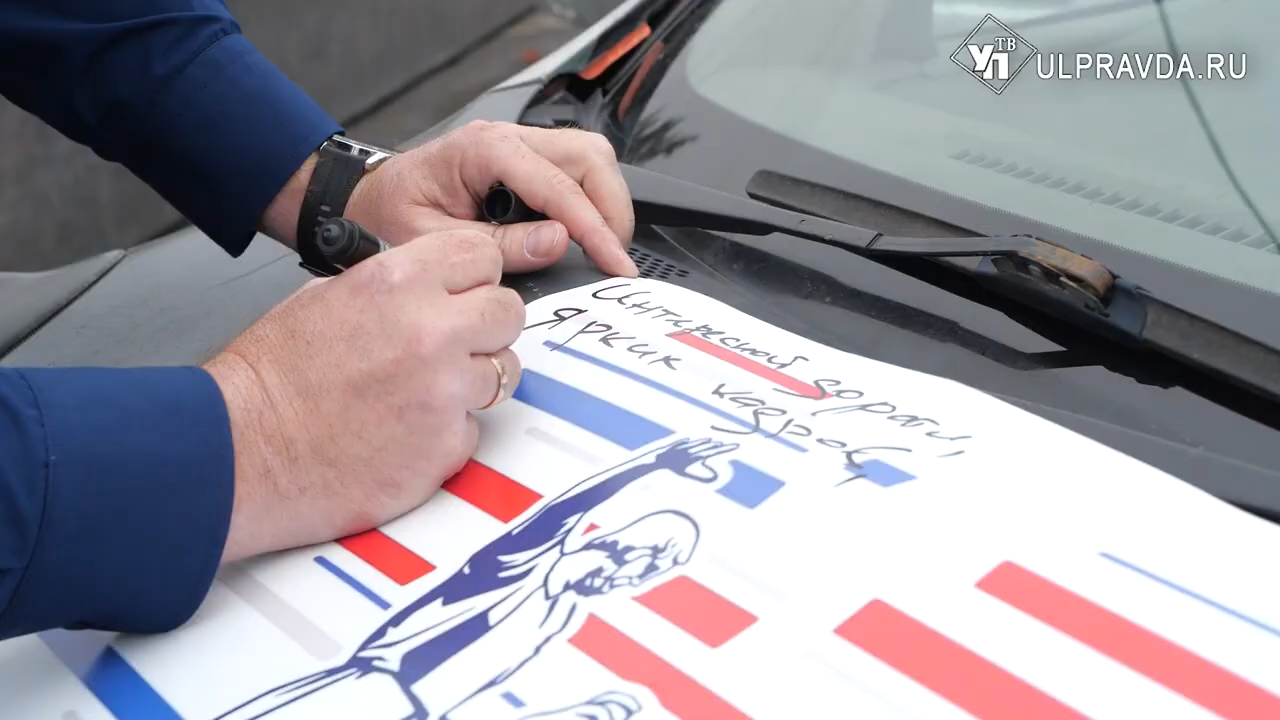 УП ТВ
ULPRAVDA.RU
Интересной дороги,
Ярких кадров,